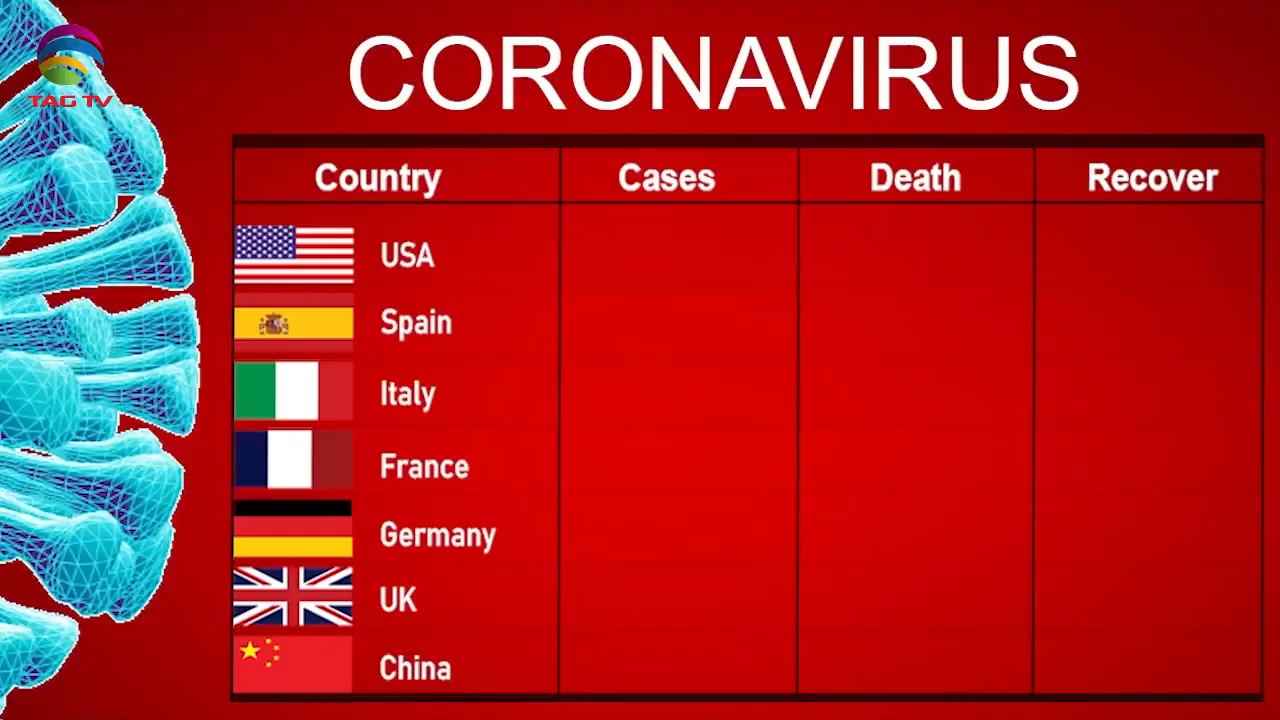 TAG TV
CORONAVIRUS
Country Cases Death Recover
USA
Spain
Italy
France
Germany
UK
China